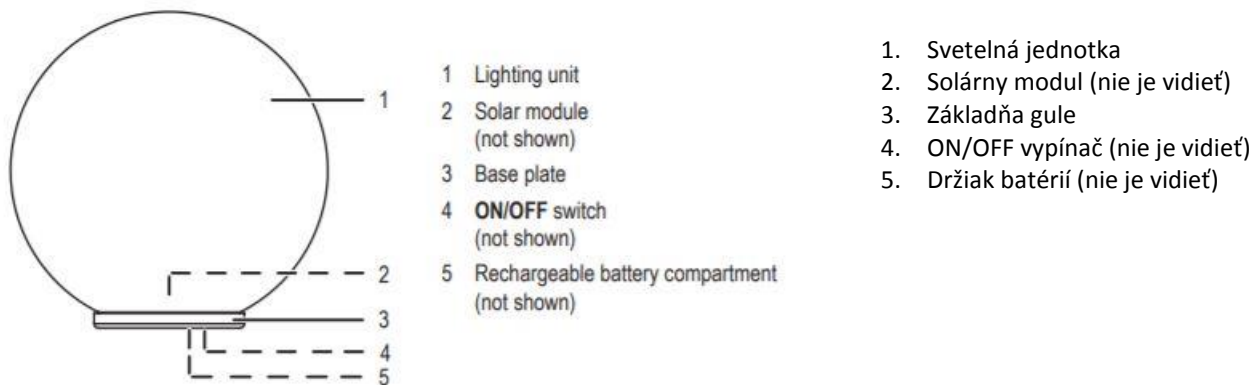 1
2
3
4
5
1 Lighting unit
2 Solar module
(not shown)
3 Base plate
4 ON/OFF switch
(not shown)
5 Rechargeable battery compartment
(not shown)
1. Svetelná jednotka
2. Solárny modul (nie je vidieť)
3. Základňa gule
4. ON/OFF vypínač (nie je vidieť)
5. Držiak batérií (nie je vidieť)